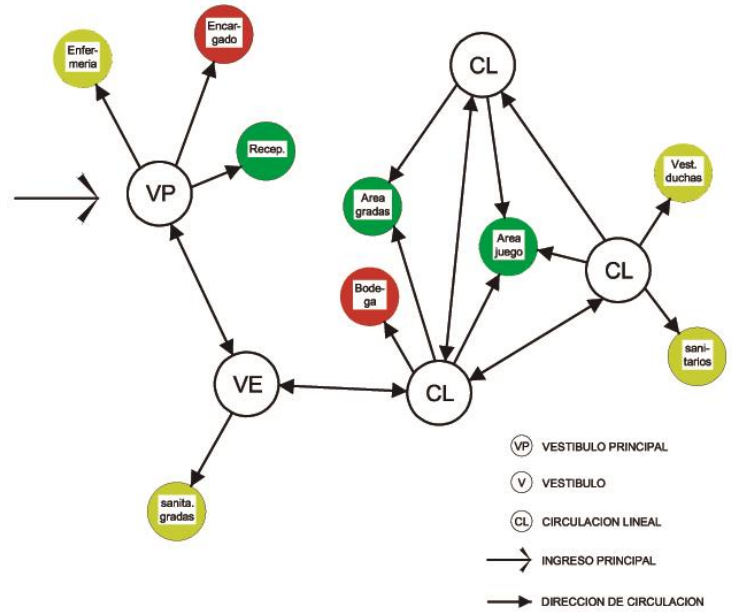 Encar-
gado
Enfer-
meria
Recep.
VP
CL
Vest.
duchas
Area
gradas
Area
juego
CL
Bode-
ga
sani-
tarios
VE
CL
sanita.
gradas
VP VESTIBULO PRINCIPAL
V VESTIBULO
CL CIRCULACION LINEAL
INGRESO PRINCIPAL
DIRECCION DE CIRCULACION